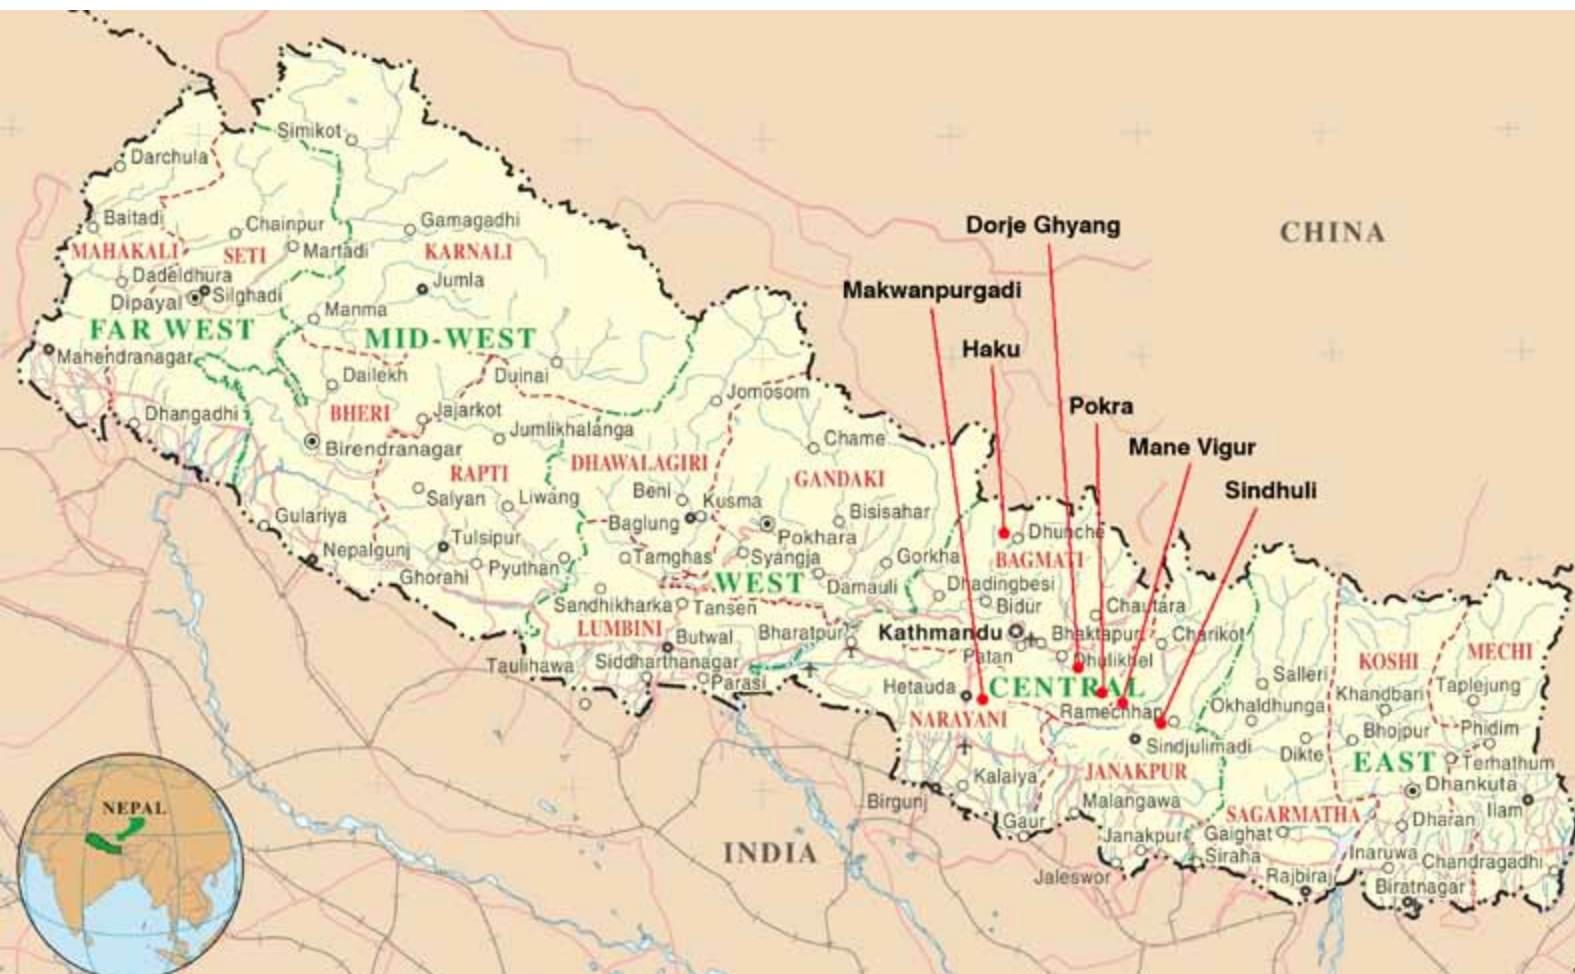 Simikot
Darchula
Baitadi
Chainpur
Gamagadhi
Dorje Ghyang
CHINA
MAHAKALI
SETI
Martadi
KARNALI
Dadeldhura
Jumla
Makwanpurgadi
Dipayal
Silghadi
Manma
FAR WEST
MID-WEST
Haku
Mahendranagar
Dailekh
Duinai
Jomosom
Pokra
Dhangadhi
BHERI
Jajarkot
Jumlikhalanga
Chame
Mane Vigur
Birendranagar
RAPTI
DHAWALAGIRI
GANDAKI
Sindhuli
Salyan
Liwang
Beni
Kusma
Bisisahar
Gulariya
Baglung
Pokhara
Dhunche
Nepalgunj
Tulsipur
Tamghas
Syangja
Gorkha
BAGMATI
Ghorahi
Pyuthan
WEST
Damauli
Dhadingbesi
Sandhikharka
Tansen
Bidur
Chautara
LUMBINI
Butwal
Bharatpur
Kathmandu
Bhaktapur
Charikot
Patan
Dhulikhel
Taulihawa
Siddharthanagar
Parasi
Hetauda
CENTRAL
Salleri
KOSHI
MECHI
NARAYANI
Ramechhap
Okhaldhunga
Khandbari
Taplejung
Sindjulimadi
Dikte
Bhojpur
Phidim
EAST
Terhathum
Kalaiya
JANAKPUR
Dhankuta
Birgunj
Malangawa
SAGARMATHA
Ilam
NEPAL
Gaur
Janakpur
Gaighat
Dharan
INDIA
Siraha
Inaruwa
Chandragadhi
Jaleswor
Rajbiraj
Biratnagar